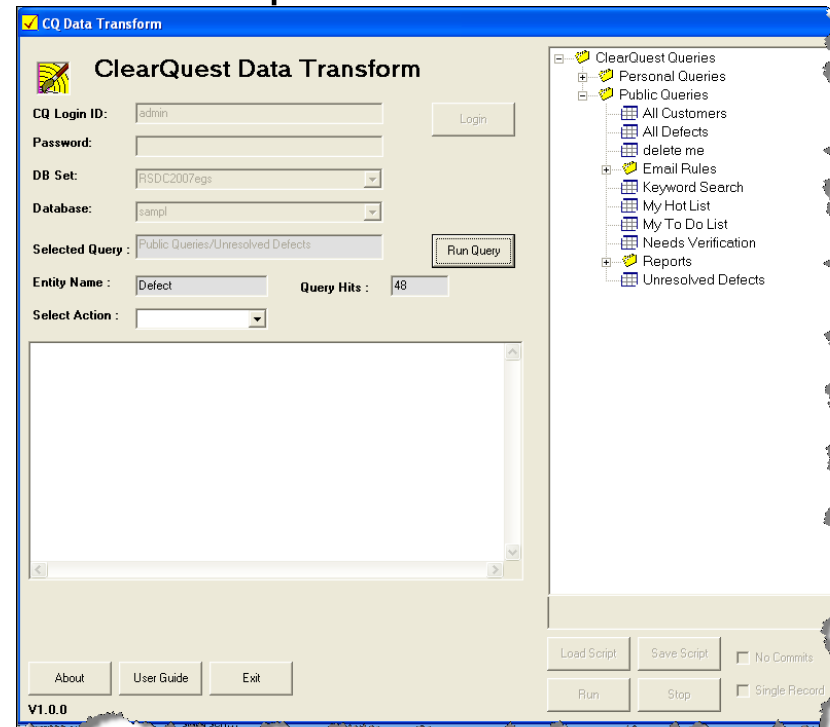 CQ Data Transform
ClearQuest Data Transform
CQ Login ID: admin
Login
Password:
DB Set: RSDC2007egs
Database: sampl
Selected Query : Public Queries/Unresolved Defects
Run Query
Entity Name : Defect Query Hits : 48
Select Action :
ClearQuest Queries
Personal Queries
Public Queries
All Customers
All Defects
delete me
Email Rules
Keyword Search
My Hot List
My To Do List
Needs Verification
Reports
Unresolved Defects
Load Script Save Script No Commits
Run Stop Single Record
About User Guide Exit
V1.0.0